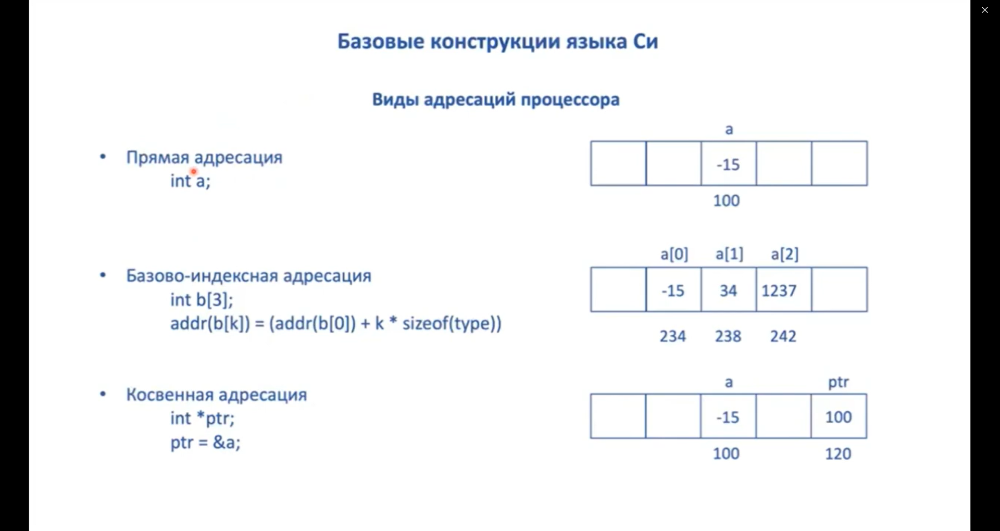 Базовые конструкции языка Си
Виды адресаций процессора
• Прямая адресация
int a;
a
-15
100
• Базово-индексная адресация
int b[3];
addr(b[k]) = (addr(b[0]) + k * sizeof(type))
a[0] a[1] a[2]
-15 34 1237
234 238 242
• Косвенная адресация
int *ptr;
ptr = &a;
a ptr
-15 100
100 120